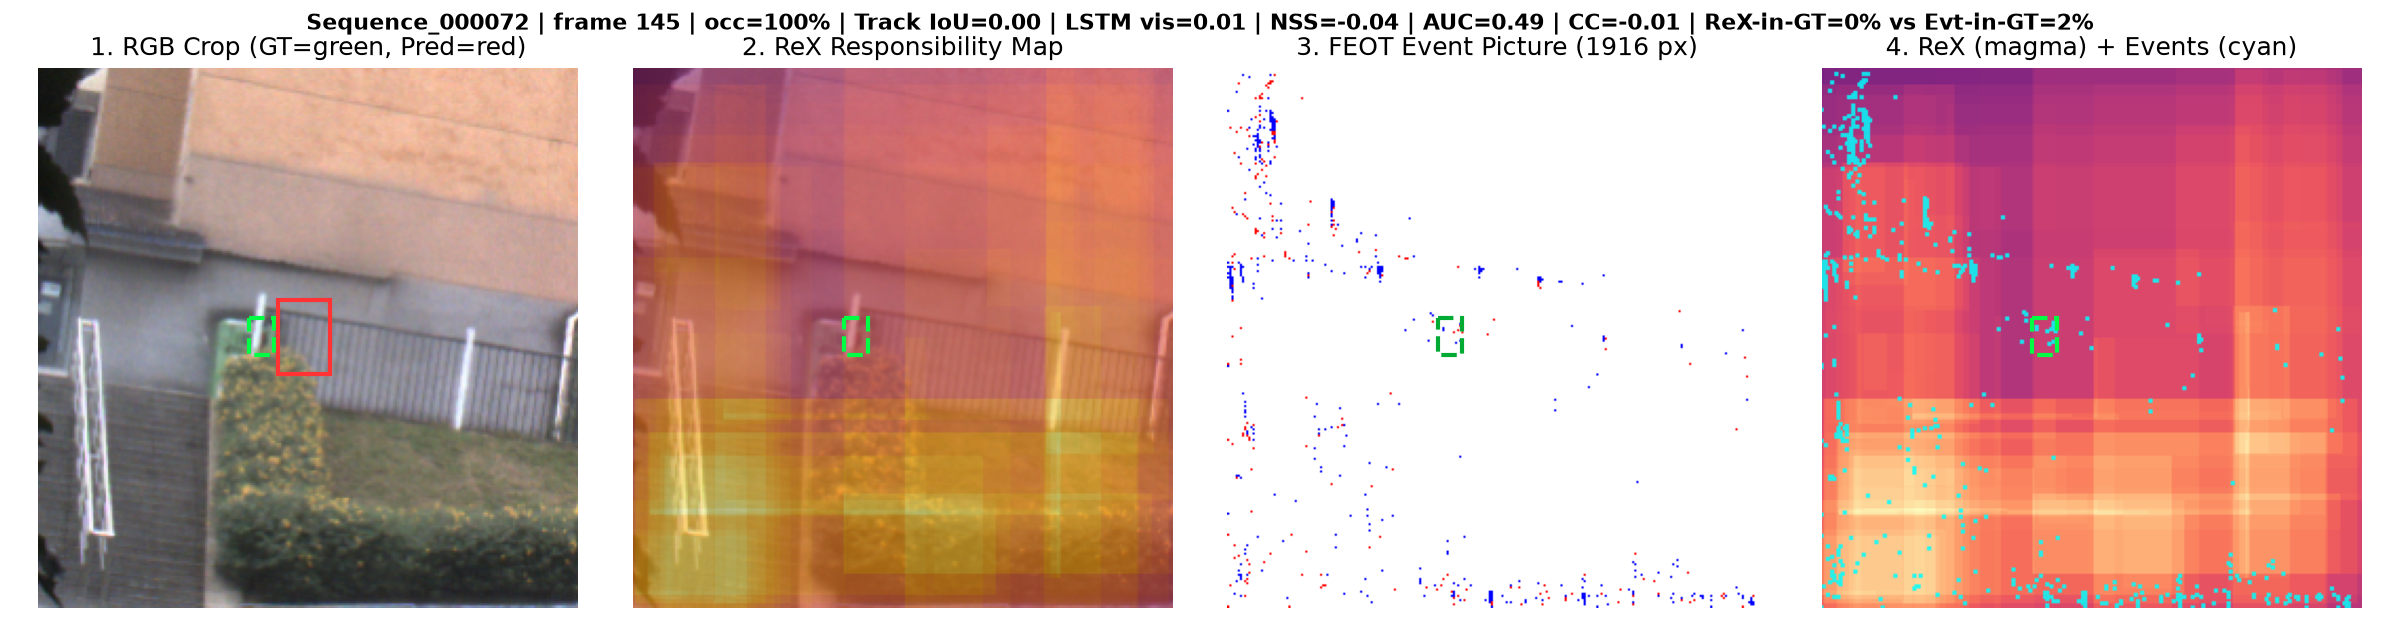 Sequence_000072 | frame 145 | occ=100% | Track IoU=0.00 | LSTM vis=0.01 | NSS=-0.04 | AUC=0.49 | CC=-0.01 | ReX-in-GT=0% vs Evt-in-GT=2%
1. RGB Crop (GT=green, Pred=red)
2. ReX Responsibility Map
3. FEOT Event Picture (1916 px)
4. ReX (magma) + Events (cyan)